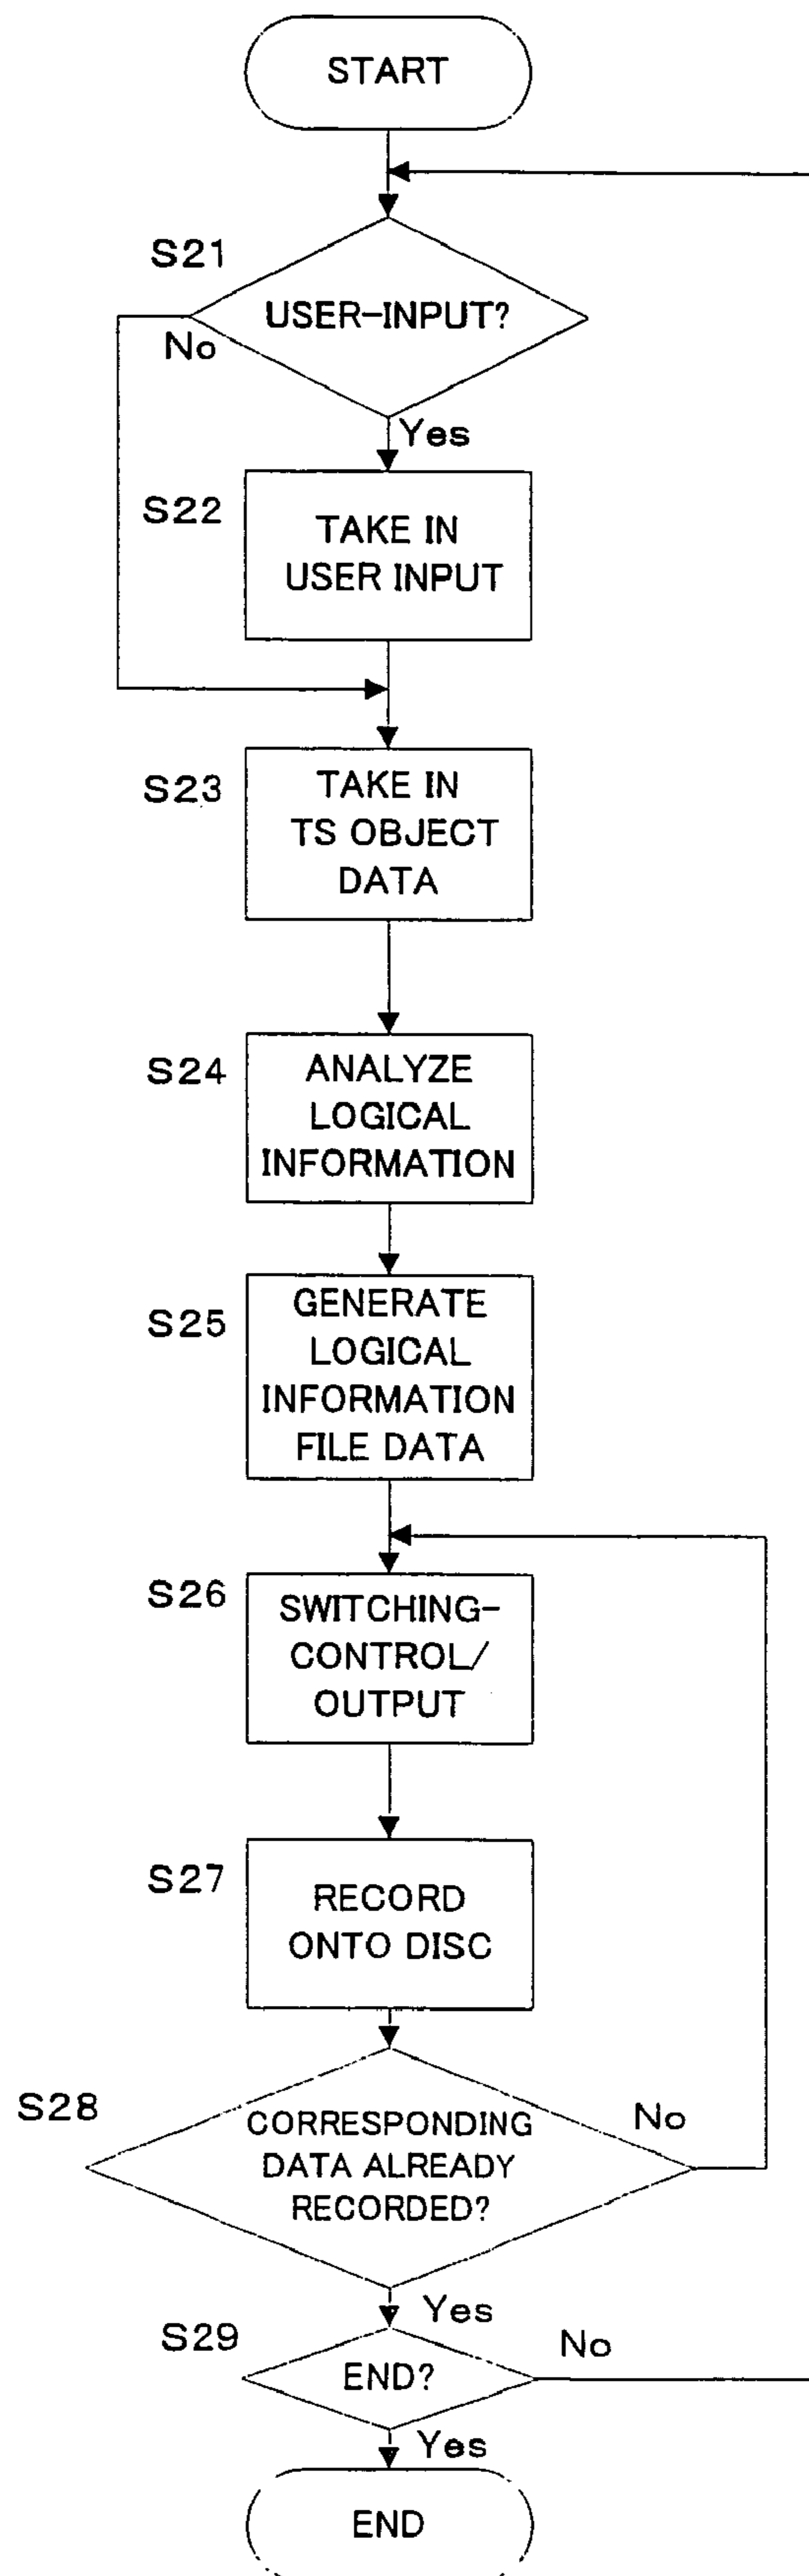 START
S21
USER-INPUT?
No
Yes
S22
TAKE IN
USER INPUT
S23
TAKE IN
TS OBJECT
DATA
S24
ANALYZE
LOGICAL
INFORMATION
S25
GENERATE
LOGICAL
INFORMATION
FILE DATA
S26
SWITCHING-
CONTROL/
OUTPUT
S27
RECORD
ONTO DISC
S28
CORRESPONDING
DATA ALREADY
RECORDED?
No
Yes
S29
END?
No
Yes
END